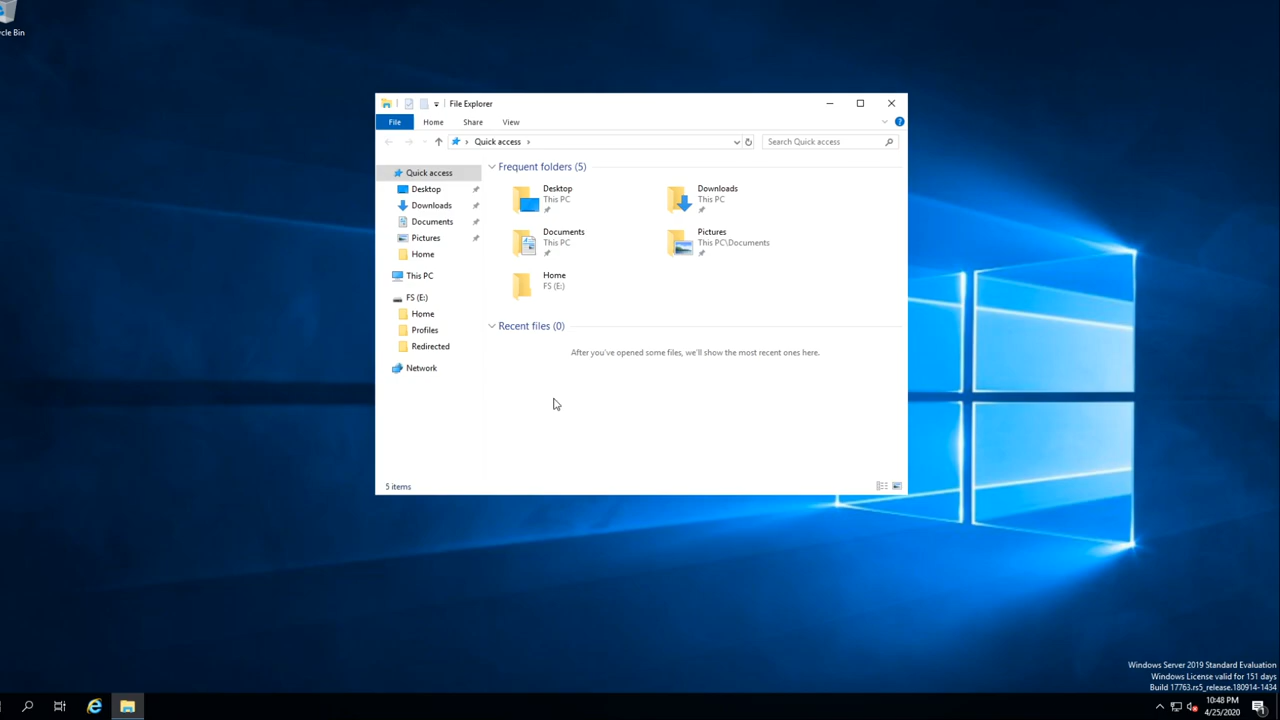 cle Bin
File Explorer
File
Home
Share
View
Quick access
Search Quick access
Quick access
Desktop
Downloads
Documents
Pictures
Home
This PC
FS (E:)
Home
Profiles
Redirected
Network
Frequent folders (5)
Desktop
This PC
Downloads
This PC
Documents
This PC
Pictures
This PC\Documents
Home
FS (E:)
Recent files (0)
After you've opened some files, we'll show the most recent ones here.
5 items
Windows Server 2019 Standard Evaluation
Windows License valid for 151 days
Build 17763.rs5_release.180914-1434
10:48 PM
4/25/2020
1